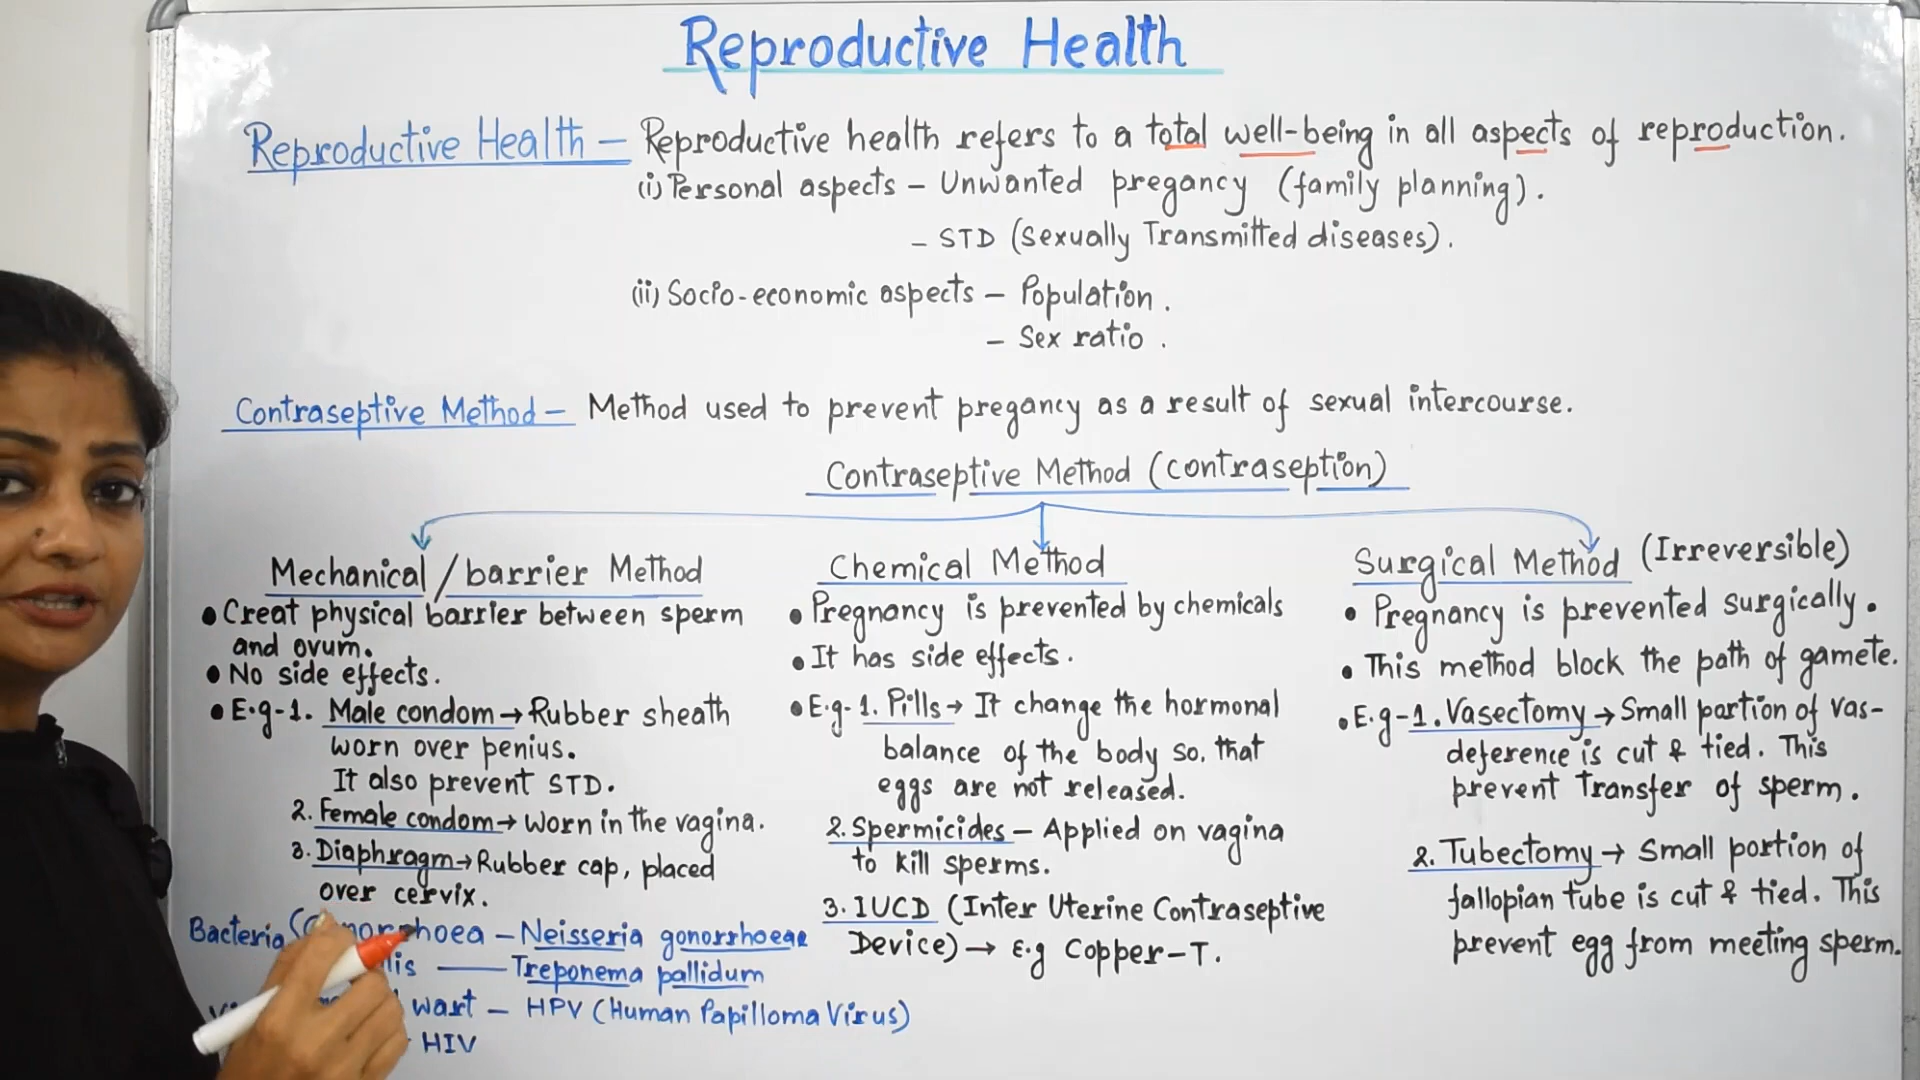 Reproductive Health
Reproductive Health – Reproductive health refers to a total well-being in all aspects of reproduction.
(i) Personal aspects – Unwanted pregancy (family planning).
– STD (Sexually Transmitted diseases).
(ii) Socio-economic aspects – Population.
– Sex ratio.
Contraseptive Method – Method used to prevent pregancy as a result of sexual intercourse.
Contraseptive Method (contraseption)
Mechanical/barrier Method
• Creat physical barrier between sperm
and ovum.
• No side effects.
• E.g-1. Male condom → Rubber sheath
worn over penius.
It also prevent STD.
2. Female condom → Worn in the vagina.
3. Diaphragm → Rubber cap, placed
over cervix.
Bacteria – Neisseria gonorrhoeae
— Treponema pallidum
wart – HPV (Human Papilloma Virus)
HIV
Chemical Method
• Pregnancy is prevented by chemicals
• It has side effects.
• E.g- 1. Pills → It change the hormonal
balance of the body so, that
eggs are not released.
2. Spermicides – Applied on vagina
to kill sperms.
3. IUCD (Inter Uterine Contraseptive
Device) → E.g Copper-T.
Surgical Method (Irreversible)
• Pregnancy is prevented surgically.
• This method block the path of gamete.
• E.g-1. Vasectomy → Small portion of vas-
deference is cut & tied. This
prevent Transfer of sperm.
2. Tubectomy → Small portion of
fallopian tube is cut & tied. This
prevent egg from meeting sperm.